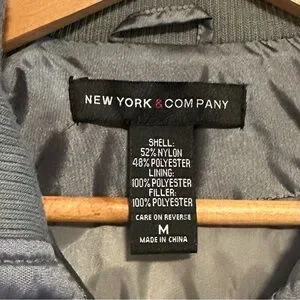 NEW YORK & COMPANY
SHELL:
52% NYLON
48% POLYESTER
LINING:
100% POLYESTER
FILLER:
100% POLYESTER
CARE ON REVERSE
M
MADE IN CHINA